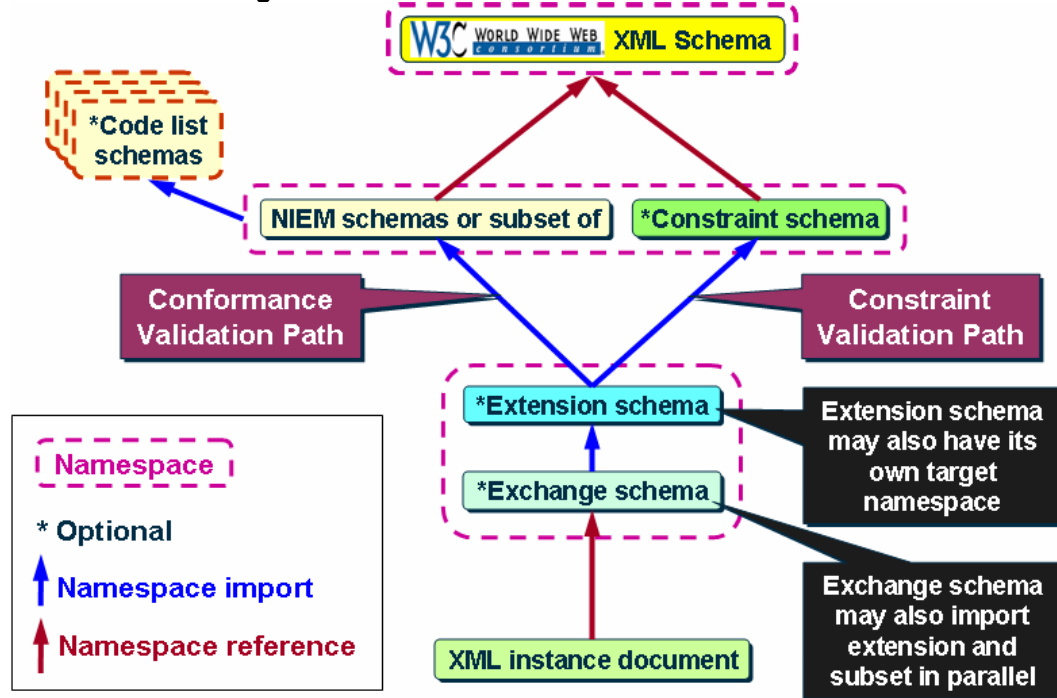 W3C WORLD WIDE WEB consortium® XML Schema
*Code list
schemas
NIEM schemas or subset of
*Constraint schema
Conformance
Validation Path
Constraint
Validation Path
*Extension schema
*Exchange schema
Extension schema
may also have its
own target
namespace
Exchange schema
may also import
extension and
subset in parallel
XML instance document
Namespace
* Optional
Namespace import
Namespace reference